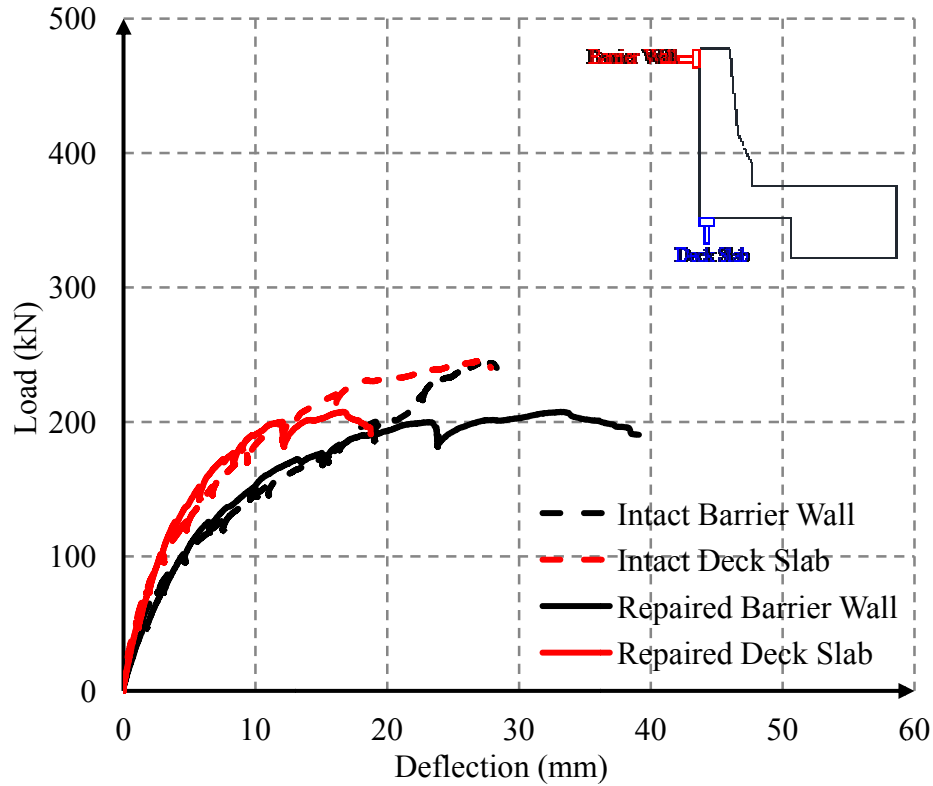 500
400
300
200
100
0
0 10 20 30 40 50 60
Load (kN)
Deflection (mm)
Barrier Wall
Deck Slab
Intact Barrier Wall
Intact Deck Slab
Repaired Barrier Wall
Repaired Deck Slab